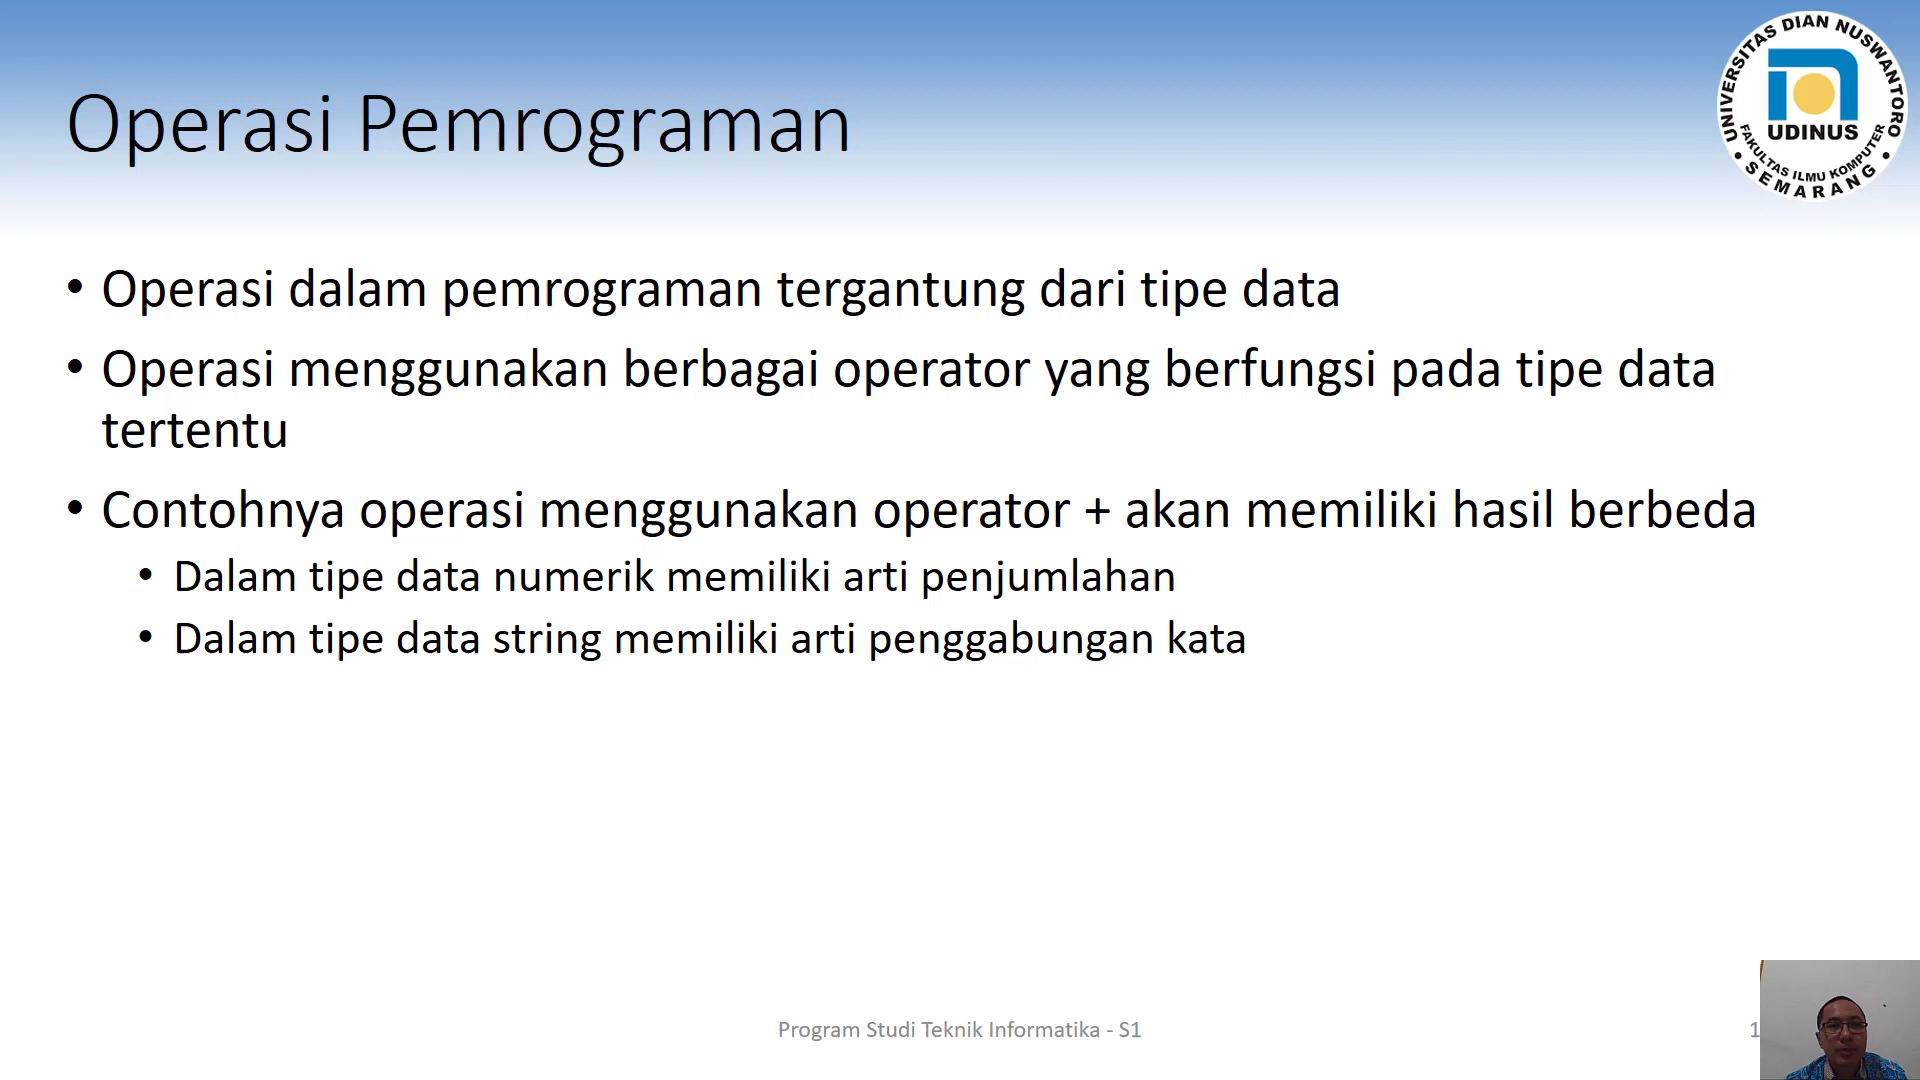 Operasi Pemrograman
UNIVERSITAS DIAN NUSWANTORO
UDINUS
FAKULTAS ILMU KOMPUTER
• SEMARANG •
• Operasi dalam pemrograman tergantung dari tipe data
• Operasi menggunakan berbagai operator yang berfungsi pada tipe data
tertentu
• Contohnya operasi menggunakan operator + akan memiliki hasil berbeda
• Dalam tipe data numerik memiliki arti penjumlahan
• Dalam tipe data string memiliki arti penggabungan kata
Program Studi Teknik Informatika - S1